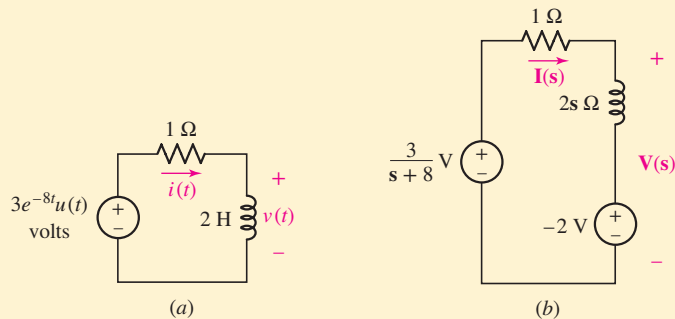 1 Ω
i(t)
3e^{-8t}u(t)
volts
+
−
2 H
+
v(t)
−
(a)
1 Ω
I(s)
+
2s Ω
3
s + 8
V
+
−
V(s)
−2 V
+
−
−
(b)